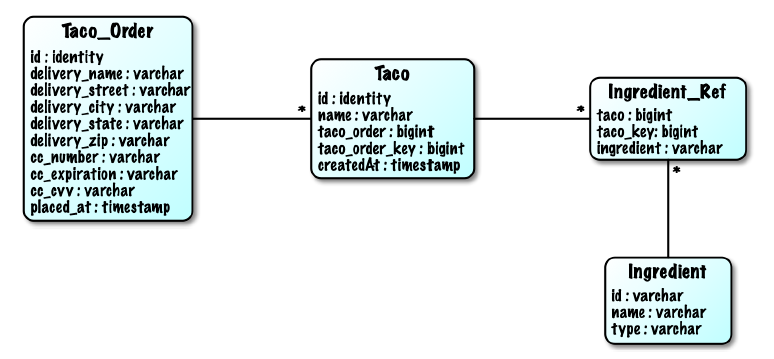 Taco_Order
id : identity
delivery_name : varchar
delivery_street : varchar
delivery_city : varchar
delivery_state : varchar
delivery_zip : varchar
cc_number : varchar
cc_expiration : varchar
cc_cvv : varchar
placed_at : timestamp
*
Taco
id : identity
name : varchar
taco_order : bigint
taco_order_key : bigint
createdAt : timestamp
*
Ingredient_Ref
taco : bigint
taco_key: bigint
ingredient : varchar
*
Ingredient
id : varchar
name : varchar
type : varchar